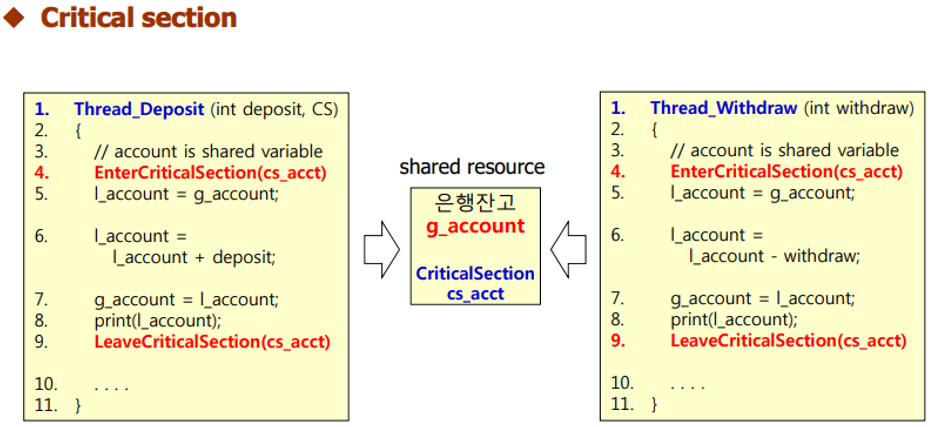 ◆ Critical section
1. Thread_Deposit (int deposit, CS)
2. {
3. // account is shared variable
4. EnterCriticalSection(cs_acct)
5. l_account = g_account;
6. l_account =
l_account + deposit;
7. g_account = l_account;
8. print(l_account);
9. LeaveCriticalSection(cs_acct)
10. . . . .
11. }
shared resource
은행잔고
g_account
CriticalSection
cs_acct
1. Thread_Withdraw (int withdraw)
2. {
3. // account is shared variable
4. EnterCriticalSection(cs_acct)
5. l_account = g_account;
6. l_account =
l_account - withdraw;
7. g_account = l_account;
8. print(l_account);
9. LeaveCriticalSection(cs_acct)
10. . . . .
11. }